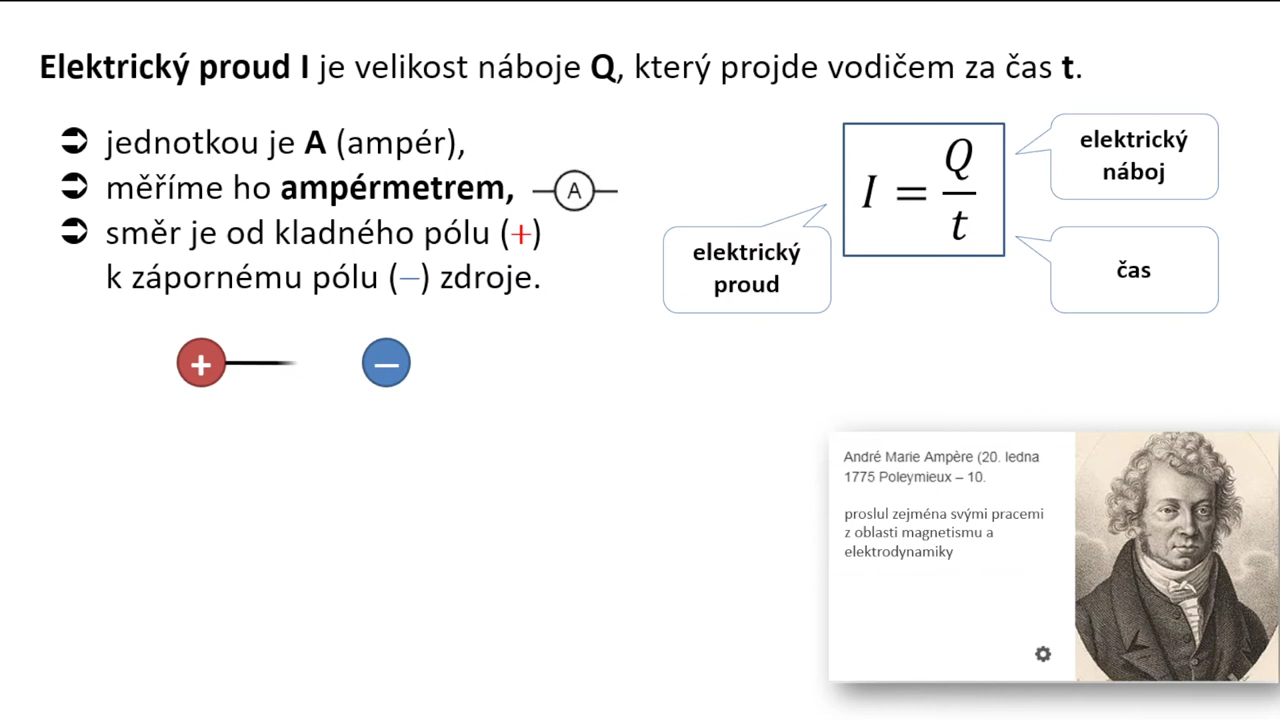 Elektrický proud I je velikost náboje Q, který projde vodičem za čas t.
jednotkou je A (ampér),
měříme ho ampérmetrem,
A
směr je od kladného pólu (+)
k zápornému pólu (–) zdroje.
I = Q/t
elektrický
náboj
elektrický
proud
čas
+
–
André Marie Ampère (20. ledna
1775 Poleymieux – 10.
proslul zejména svými pracemi
z oblasti magnetismu a
elektrodynamiky